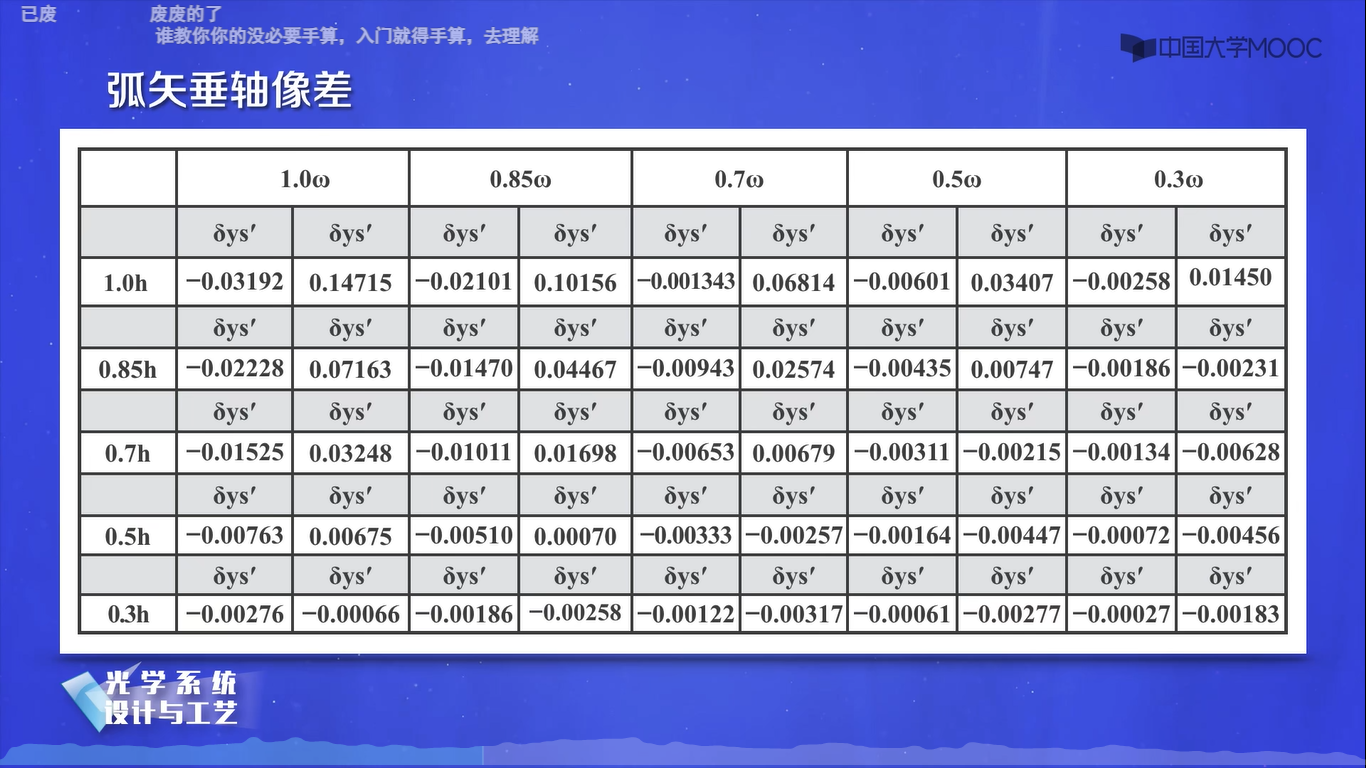 已废 废废的了
谁教你你的没必要手算，入门就得手算，去理解
中国大学MOOC
弧矢垂轴像差
1.0ω 0.85ω 0.7ω 0.5ω 0.3ω
δys′ δys′ δys′ δys′ δys′ δys′ δys′ δys′ δys′ δys′
1.0h −0.03192 0.14715 −0.02101 0.10156 −0.001343 0.06814 −0.00601 0.03407 −0.00258 0.01450
δys′ δys′ δys′ δys′ δys′ δys′ δys′ δys′ δys′ δys′
0.85h −0.02228 0.07163 −0.01470 0.04467 −0.00943 0.02574 −0.00435 0.00747 −0.00186 −0.00231
δys′ δys′ δys′ δys′ δys′ δys′ δys′ δys′ δys′ δys′
0.7h −0.01525 0.03248 −0.01011 0.01698 −0.00653 0.00679 −0.00311 −0.00215 −0.00134 −0.00628
δys′ δys′ δys′ δys′ δys′ δys′ δys′ δys′ δys′ δys′
0.5h −0.00763 0.00675 −0.00510 0.00070 −0.00333 −0.00257 −0.00164 −0.00447 −0.00072 −0.00456
δys′ δys′ δys′ δys′ δys′ δys′ δys′ δys′ δys′ δys′
0.3h −0.00276 −0.00066 −0.00186 −0.00258 −0.00122 −0.00317 −0.00061 −0.00277 −0.00027 −0.00183
光学系统
设计与工艺